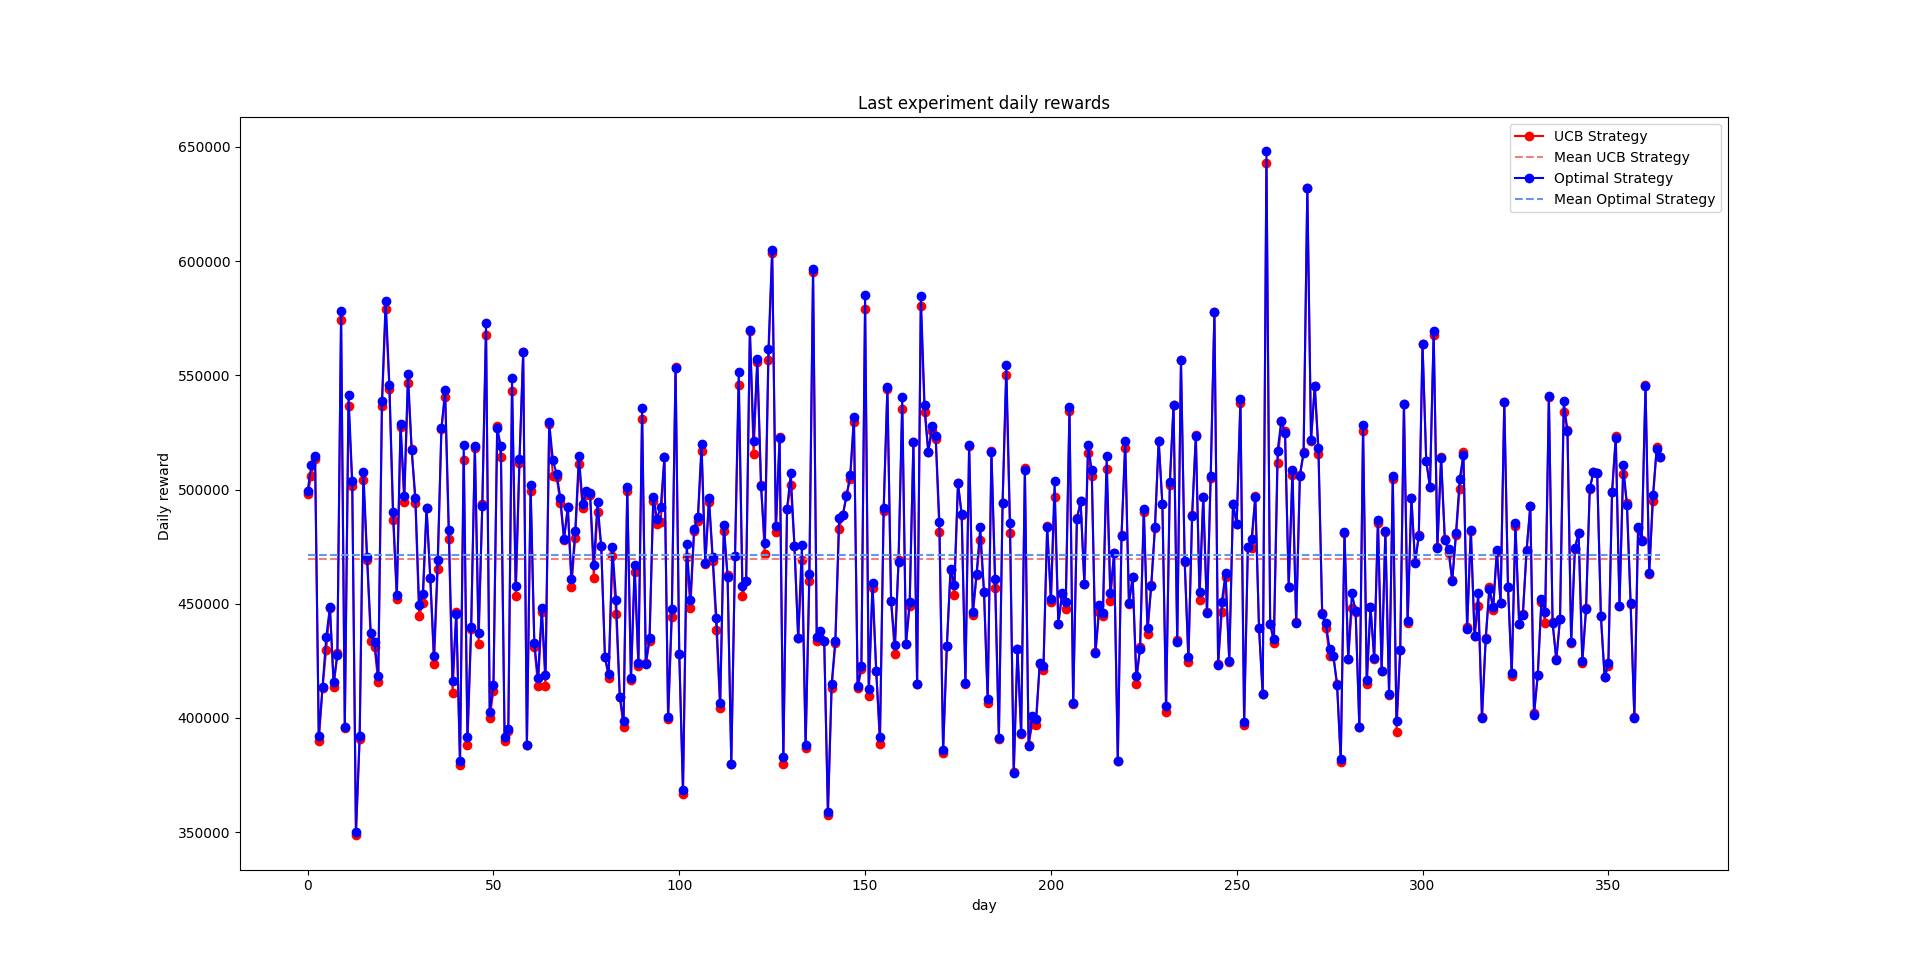 Last experiment daily rewards
UCB Strategy
Mean UCB Strategy
Optimal Strategy
Mean Optimal Strategy
Daily reward
650000
600000
550000
500000
450000
400000
350000
0 50 100 150 200 250 300 350
day